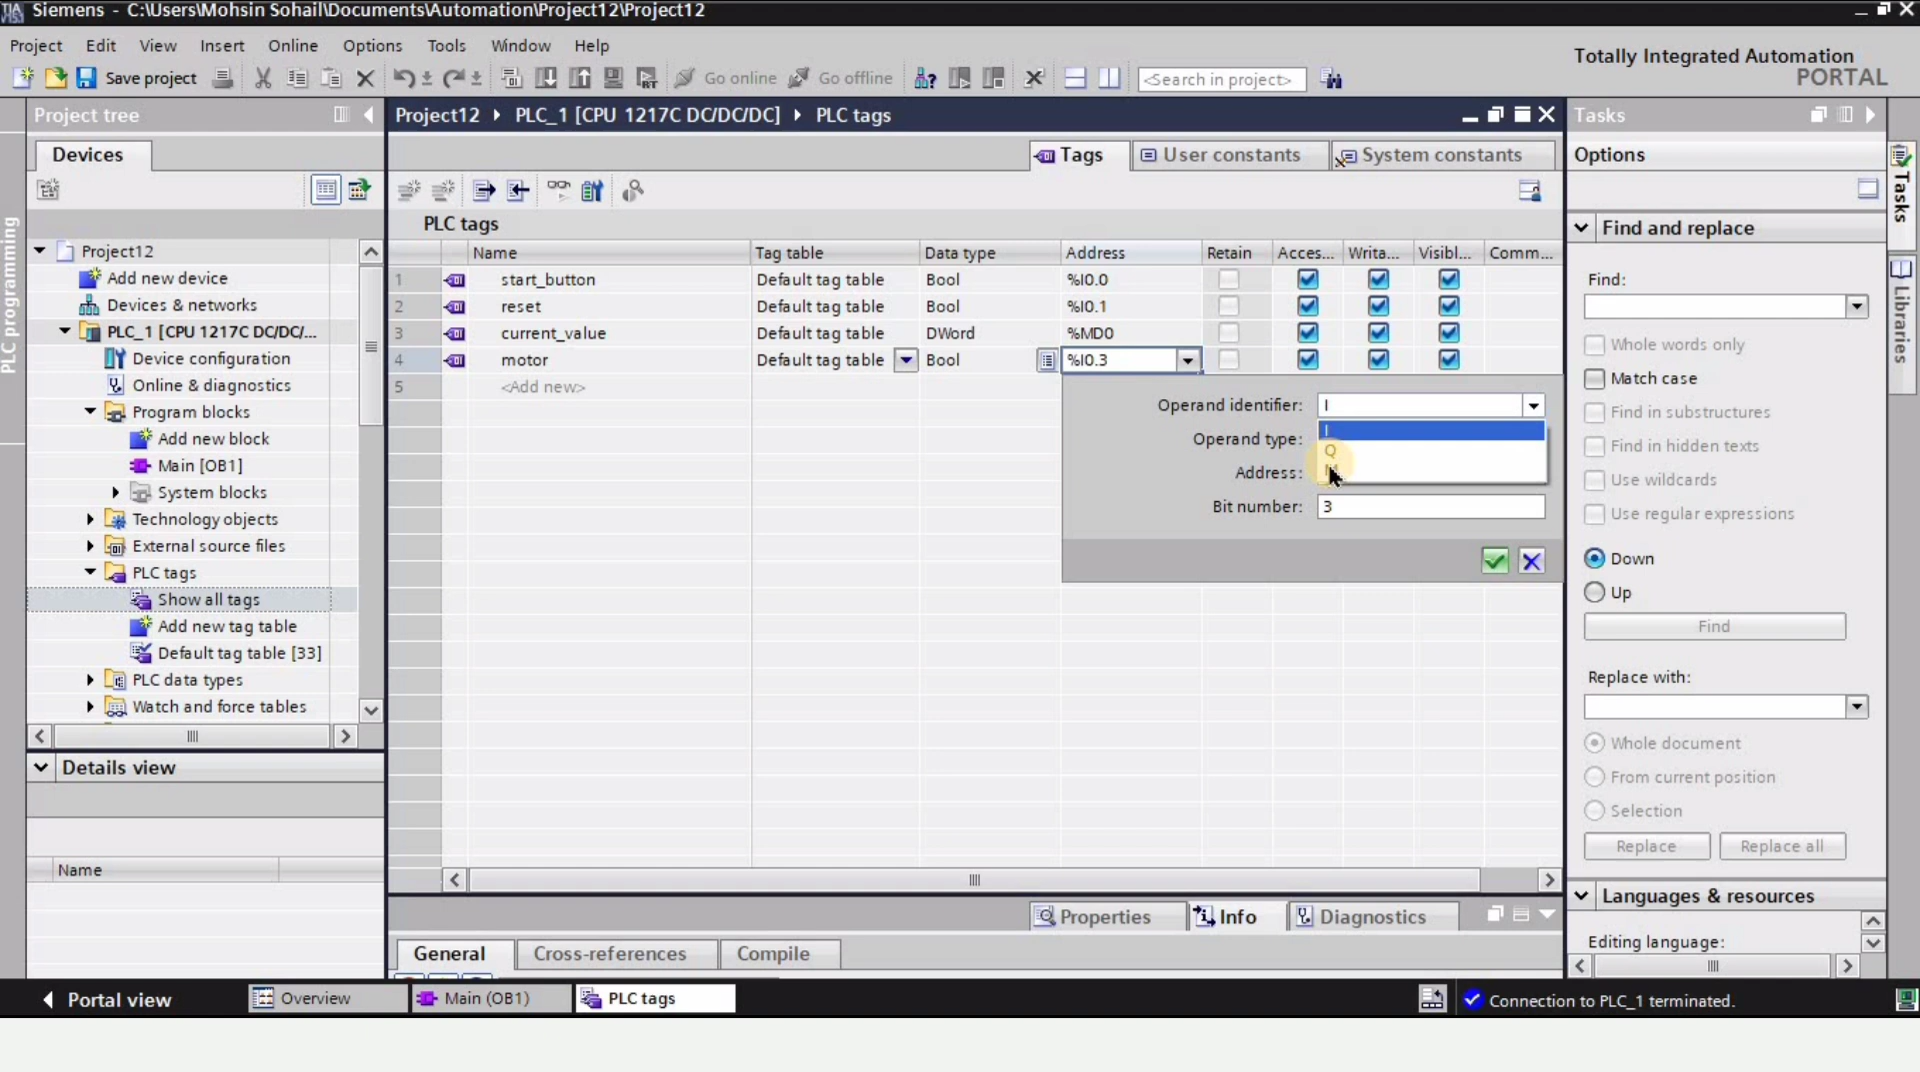 Siemens - C:\Users\Mohsin Sohail\Documents\Automation\Project12\Project12
Project Edit View Insert Online Options Tools Window Help
Totally Integrated Automation
PORTAL
Save project Go online Go offline <Search in project>
Project tree
Project12 PLC_1 [CPU 1217C DC/DC/DC] PLC tags
Tasks
Devices
Tags User constants System constants
Options
PLC tags
Find and replace
Name Tag table Data type Address Retain Acces... Writa... Visibl... Comm...
1 start_button Default tag table Bool %I0.0
2 reset Default tag table Bool %I0.1
3 current_value Default tag table DWord %MD0
4 motor Default tag table Bool %I0.3
5 <Add new>
Operand identifier: I
I
Q
Operand type:
Address:
Bit number: 3
Project12
Add new device
Devices & networks
PLC_1 [CPU 1217C DC/DC/...
Device configuration
Online & diagnostics
Program blocks
Add new block
Main [OB1]
System blocks
Technology objects
External source files
PLC tags
Show all tags
Add new tag table
Default tag table [33]
PLC data types
Watch and force tables
Details view
Name
Find:
Whole words only
Match case
Find in substructures
Find in hidden texts
Use wildcards
Use regular expressions
Down
Up
Find
Replace with:
Whole document
From current position
Selection
Replace Replace all
Languages & resources
Editing language:
Tasks
Libraries
PLC programming
Properties Info Diagnostics
General Cross-references Compile
Portal view Overview Main (OB1) PLC tags
Connection to PLC_1 terminated.